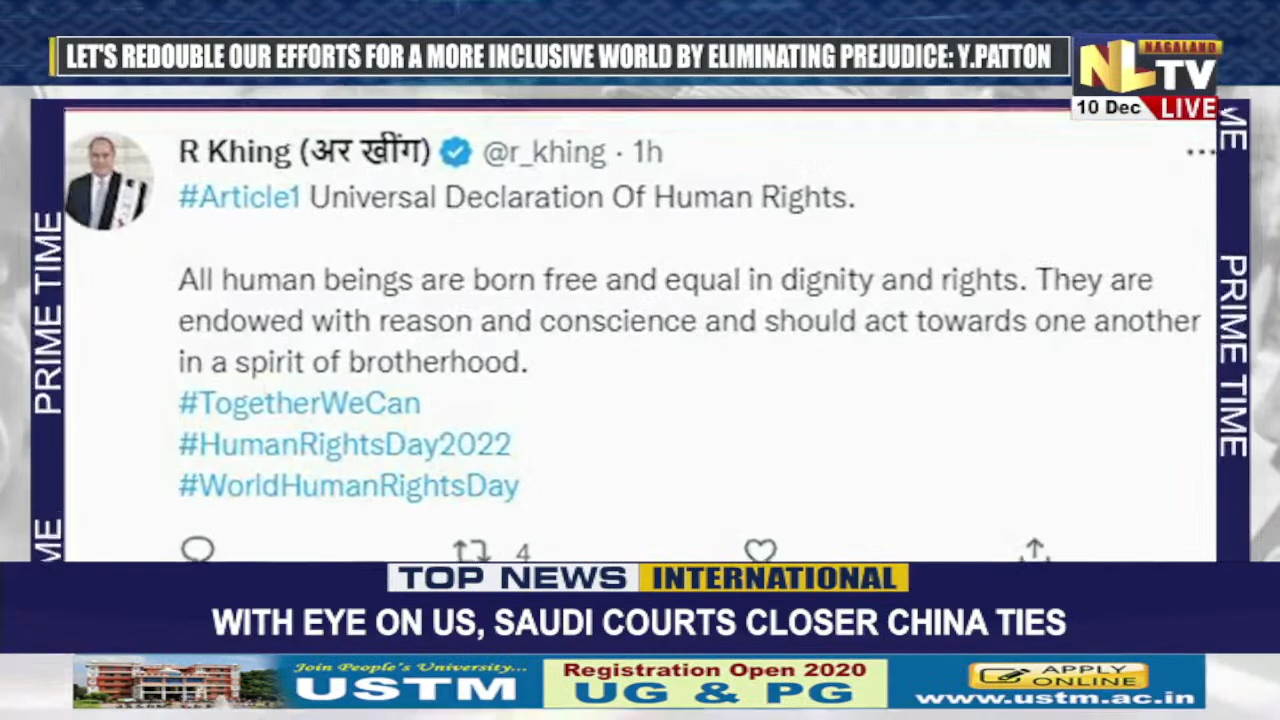 LET'S REDOUBLE OUR EFFORTS FOR A MORE INCLUSIVE WORLD BY ELIMINATING PREJUDICE: Y.PATTON
NAGALAND
NLTV
10 Dec LIVE
R Khing (अर खींग) @r_khing · 1h
#Article1 Universal Declaration Of Human Rights.
All human beings are born free and equal in dignity and rights. They are
endowed with reason and conscience and should act towards one another
in a spirit of brotherhood.
#TogetherWeCan
#HumanRightsDay2022
#WorldHumanRightsDay
4
PRIME TIME
ME
ME
PRIME TIME
TOP NEWS INTERNATIONAL
WITH EYE ON US, SAUDI COURTS CLOSER CHINA TIES
Join People's University...
USTM
Registration Open 2020
UG & PG
APPLY
ONLINE
www.ustm.ac.in